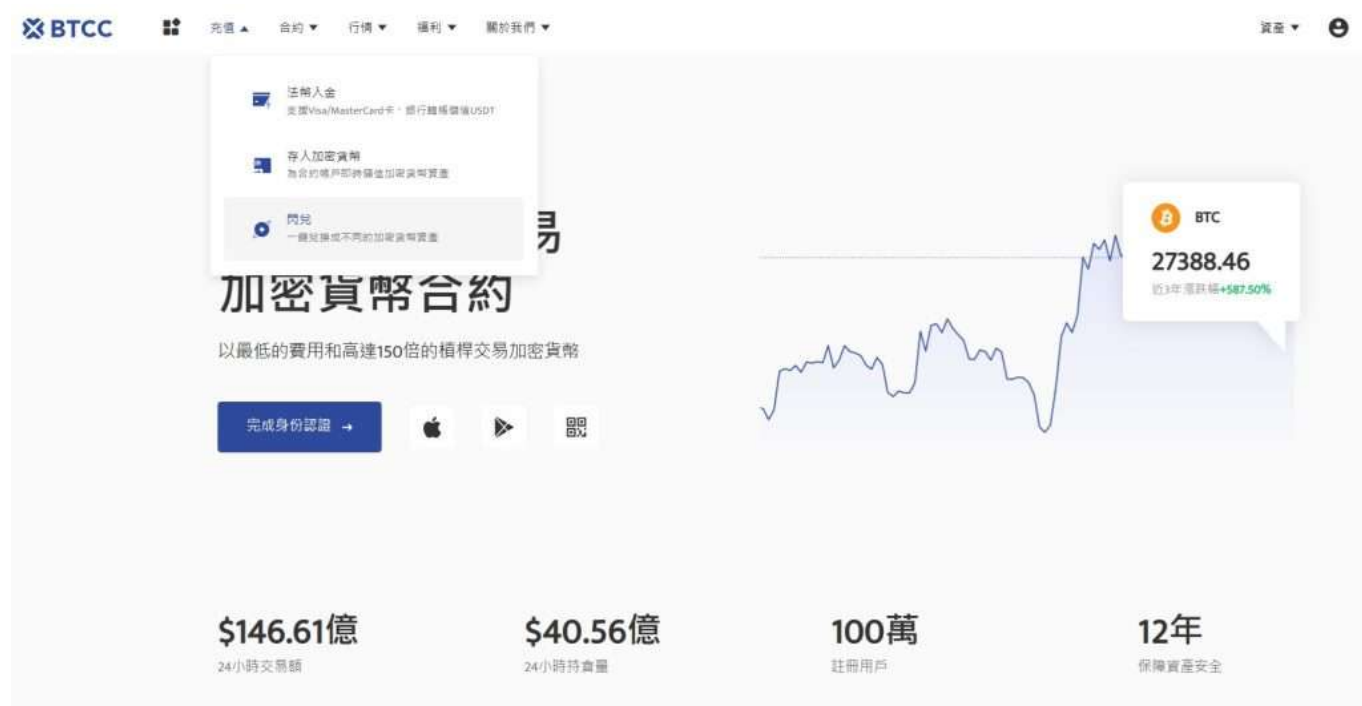 BTCC
充值 合約 行情 福利 關於我們 資產
法幣入金
支援Visa/MasterCard卡、銀行轉帳儲值USDT
存入加密貨幣
為合約帳戶即時儲值加密貨幣資產
閃兌
一鍵兌換成不同的加密貨幣資產
易
加密貨幣合約
以最低的費用和高達150倍的槓桿交易加密貨幣
完成身份認證 →
BTC
27388.46
近3年漲跌幅+587.50%
$146.61億 $40.56億 100萬 12年
24小時交易額 24小時持倉量 註冊用戶 保障資產安全